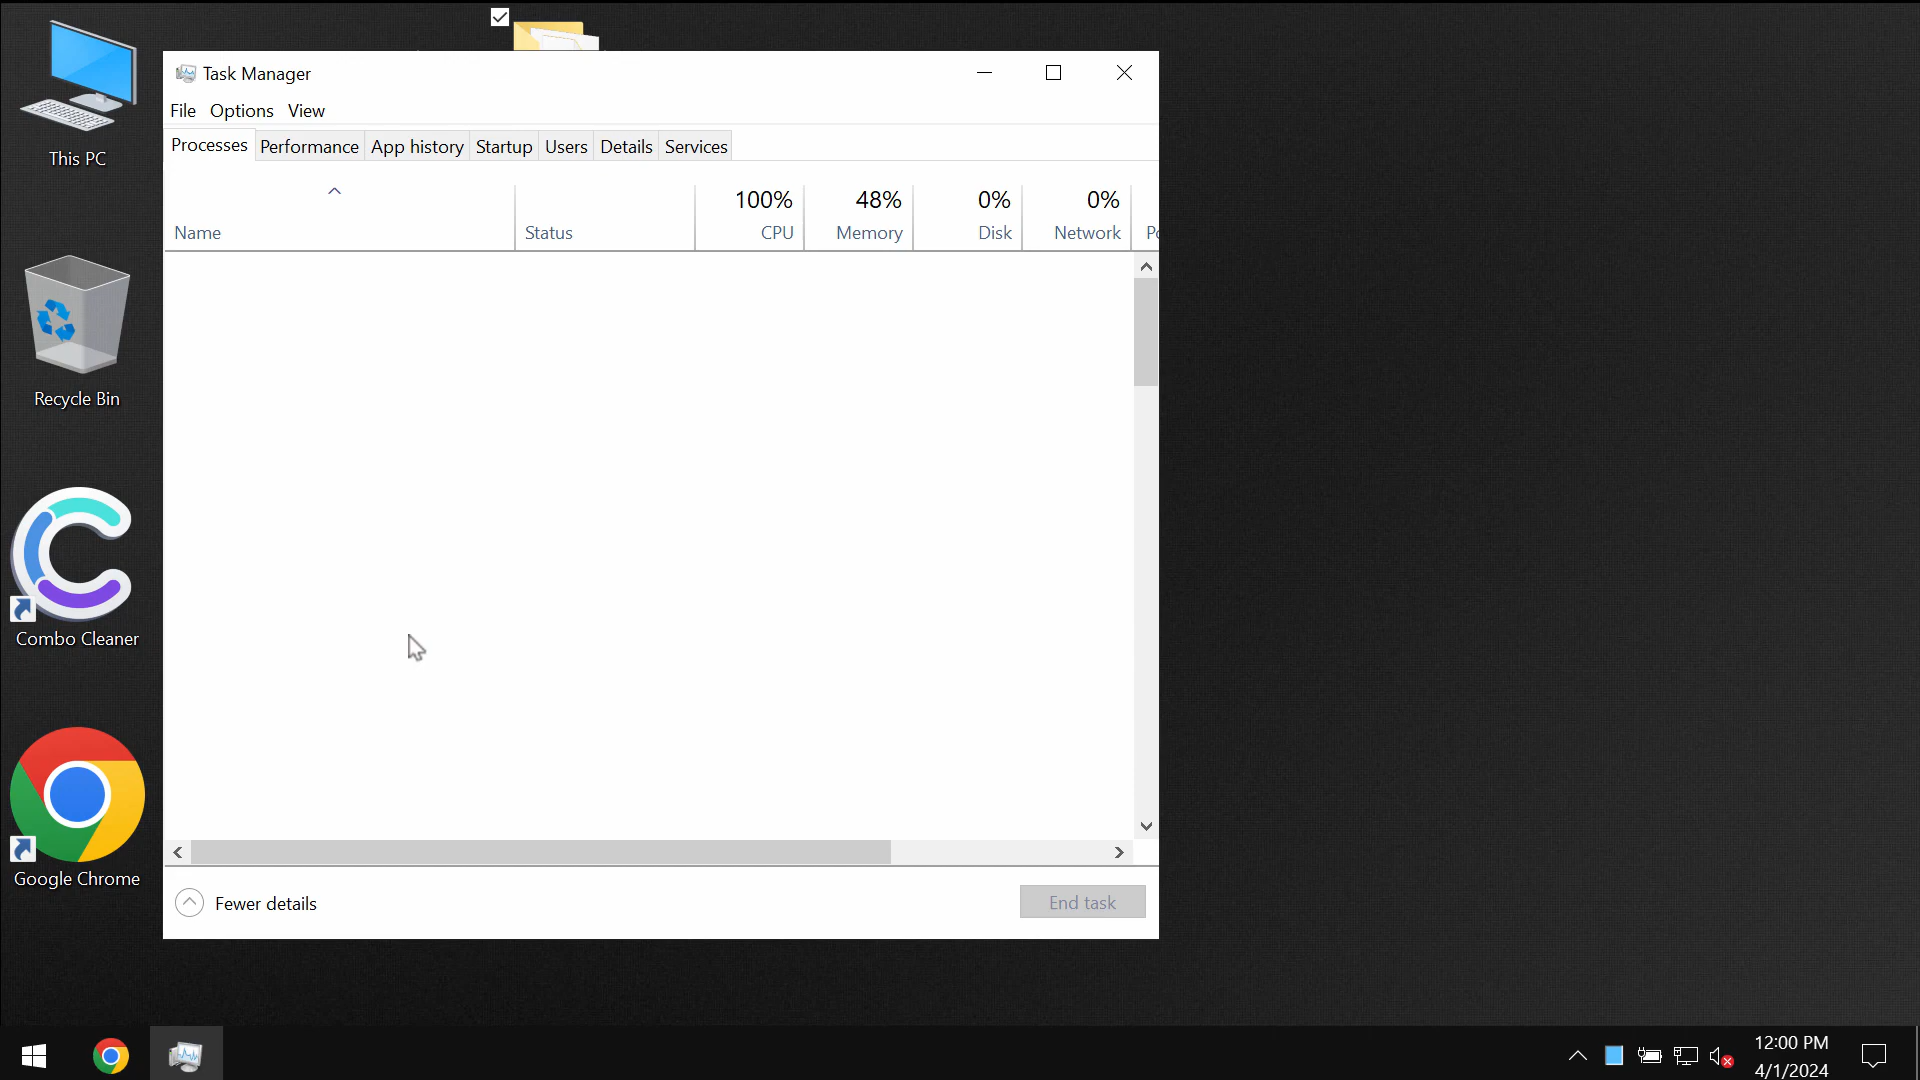 Task Manager
File Options View
Processes Performance App history Startup Users Details Services
100% 48% 0% 0%
Name Status CPU Memory Disk Network
Fewer details
End task
This PC
Recycle Bin
Combo Cleaner
Google Chrome
12:00 PM
4/1/2024